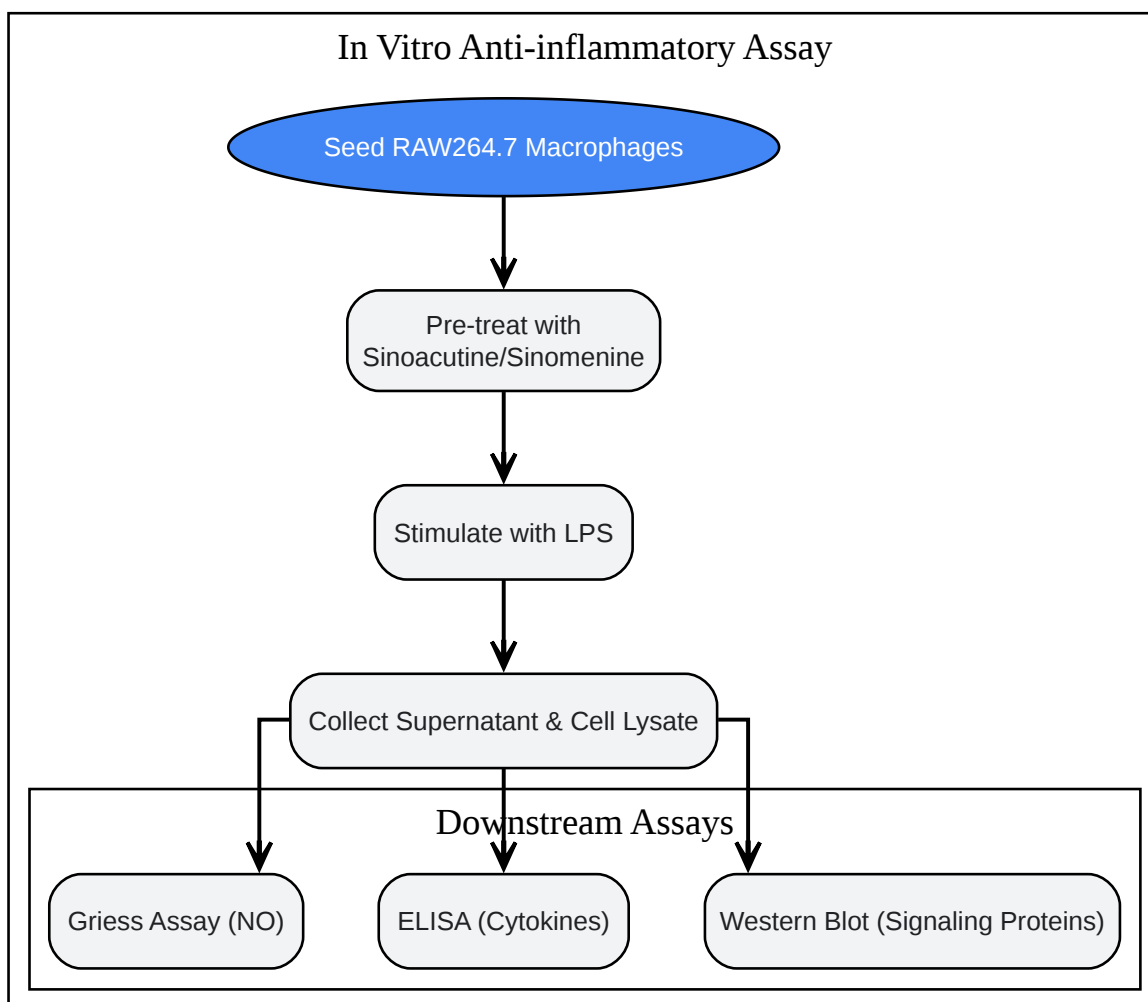 In Vitro Anti-inflammatory Assay
Seed RAW264.7 Macrophages
Pre-treat with
Sinoacutine/Sinomenine
Stimulate with LPS
Collect Supernatant & Cell Lysate
Downstream Assays
Griess Assay (NO)
ELISA (Cytokines)
Western Blot (Signaling Proteins)